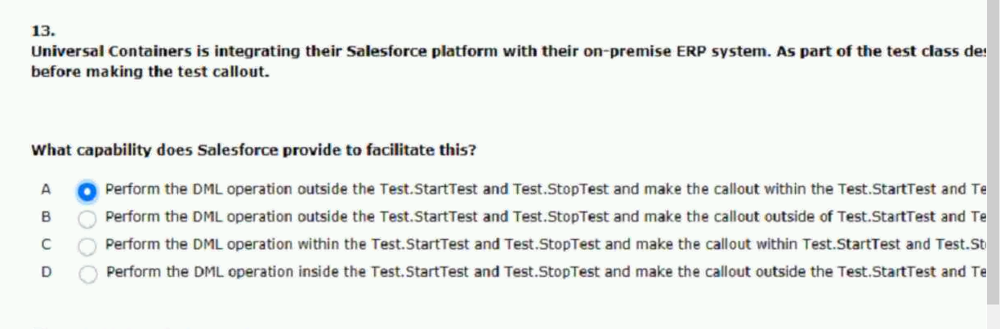 13.
Universal Containers is integrating their Salesforce platform with their on-premise ERP system. As part of the test class
before making the test callout.
What capability does Salesforce provide to facilitate this?
A Perform the DML operation outside the Test.StartTest and Test.StopTest and make the callout within the Test.StartTest and Te
B Perform the DML operation outside the Test.StartTest and Test.StopTest and make the callout outside of Test.StartTest and Te
C Perform the DML operation within the Test.StartTest and Test.StopTest and make the callout within Test.StartTest and Test.St
D Perform the DML operation inside the Test.StartTest and Test.StopTest and make the callout outside the Test.StartTest and Te